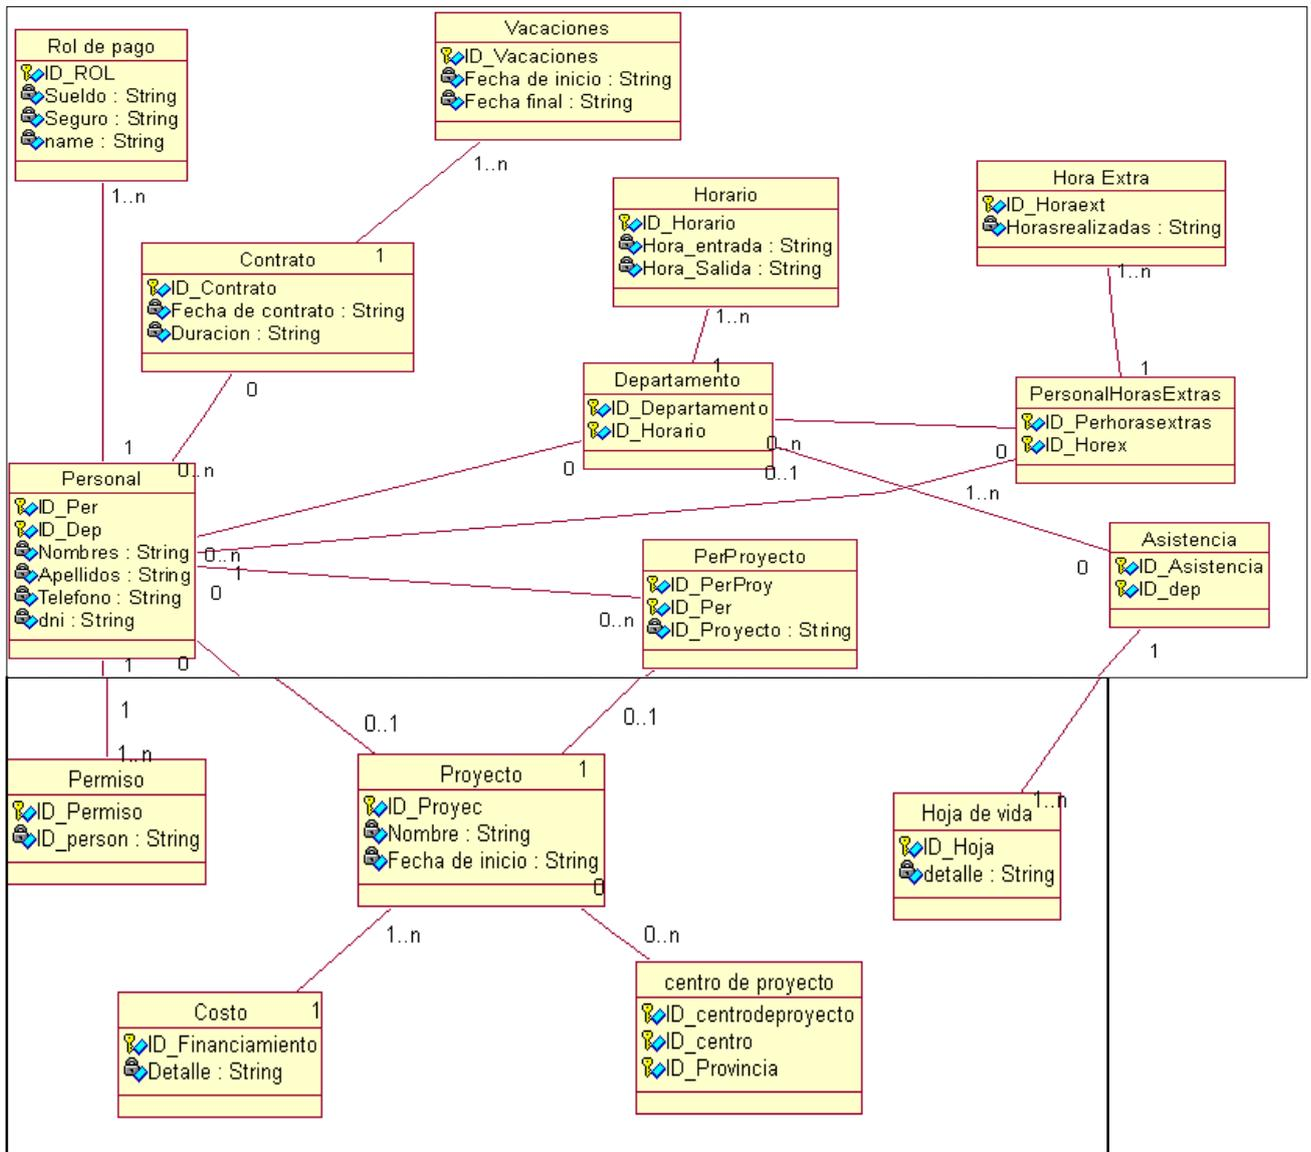 Rol de pago
ID_ROL
Sueldo : String
Seguro : String
name : String
1..n
Vacaciones
ID_Vacaciones
Fecha de inicio : String
Fecha final : String
1..n
Contrato
1
ID_Contrato
Fecha de contrato : String
Duracion : String
0
Horario
ID_Horario
Hora_entrada : String
Hora_Salida : String
1..n
Hora Extra
ID_Horaext
Horasrealizadas : String
1..n
1
Departamento
ID_Departamento
ID_Horario
0..n
0
0..1
1
PersonalHorasExtras
ID_Perhorasextras
ID_Horex
0
1..n
1
0..n
Personal
ID_Per
ID_Dep
Nombres : String
Apellidos : String
Telefono : String
dni : String
0..n
1
0
1
0
PerProyecto
ID_PerProy
ID_Per
ID_Proyecto : String
0..n
Asistencia
ID_Asistencia
ID_dep
0
1
1
1..n
Permiso
ID_Permiso
ID_person : String
0..1
0..1
Proyecto
1
ID_Proyec
Nombre : String
Fecha de inicio : String
0
1..n
Hoja de vida
ID_Hoja
detalle : String
1..n
0..n
Costo
1
ID_Financiamiento
Detalle : String
centro de proyecto
ID_centrodeproyecto
ID_centro
ID_Provincia